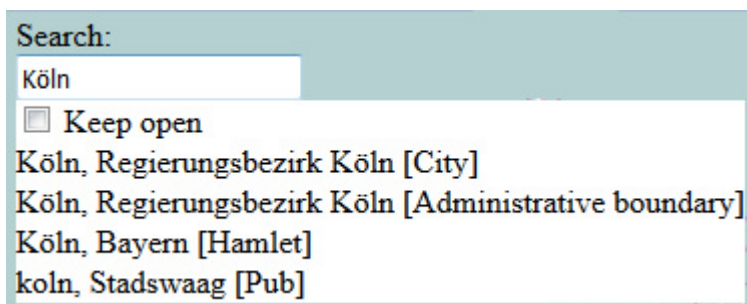 Search:
Köln
Keep open
Köln, Regierungsbezirk Köln [City]
Köln, Regierungsbezirk Köln [Administrative boundary]
Köln, Bayern [Hamlet]
koln, Stadswaag [Pub]